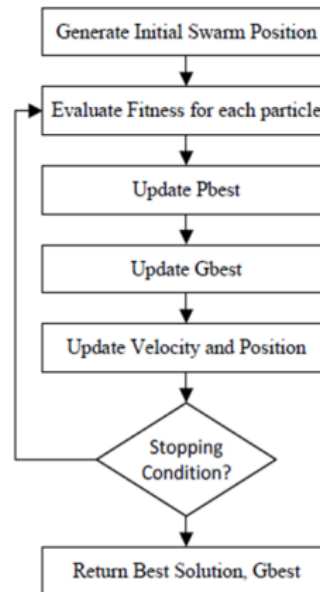 Generate Initial Swarm Position
Evaluate Fitness for each particle
Update Pbest
Update Gbest
Update Velocity and Position
Stopping
Condition?
Return Best Solution, Gbest